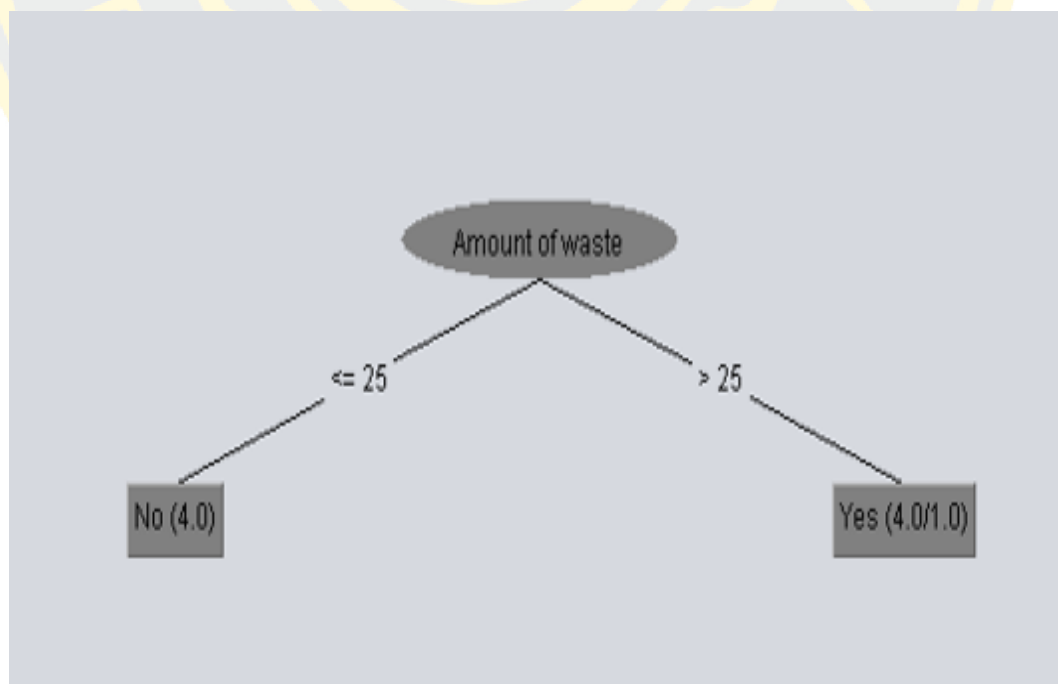 Amount of waste
<= 25
> 25
No (4.0)
Yes (4.0/1.0)